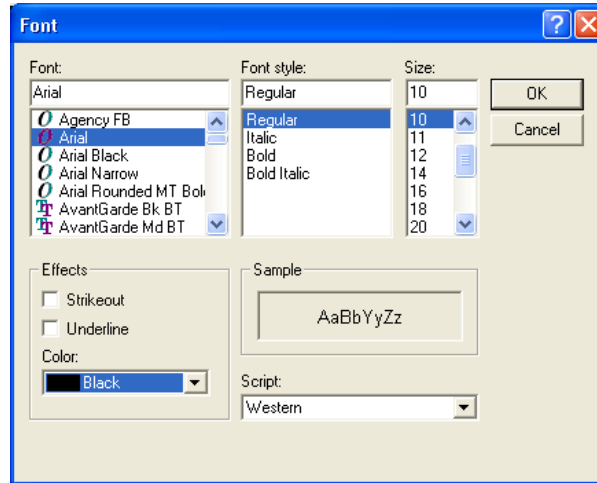 Font
Font:
Font style:
Size:
Arial
Regular
10
OK
Cancel
Agency FB
Arial
Arial Black
Arial Narrow
Arial Rounded MT Bol
AvantGarde Bk BT
AvantGarde Md BT
Regular
Italic
Bold
Bold Italic
10
11
12
14
16
18
20
Effects
Strikeout
Underline
Color:
Black
Sample
AaBbYyZz
Script:
Western